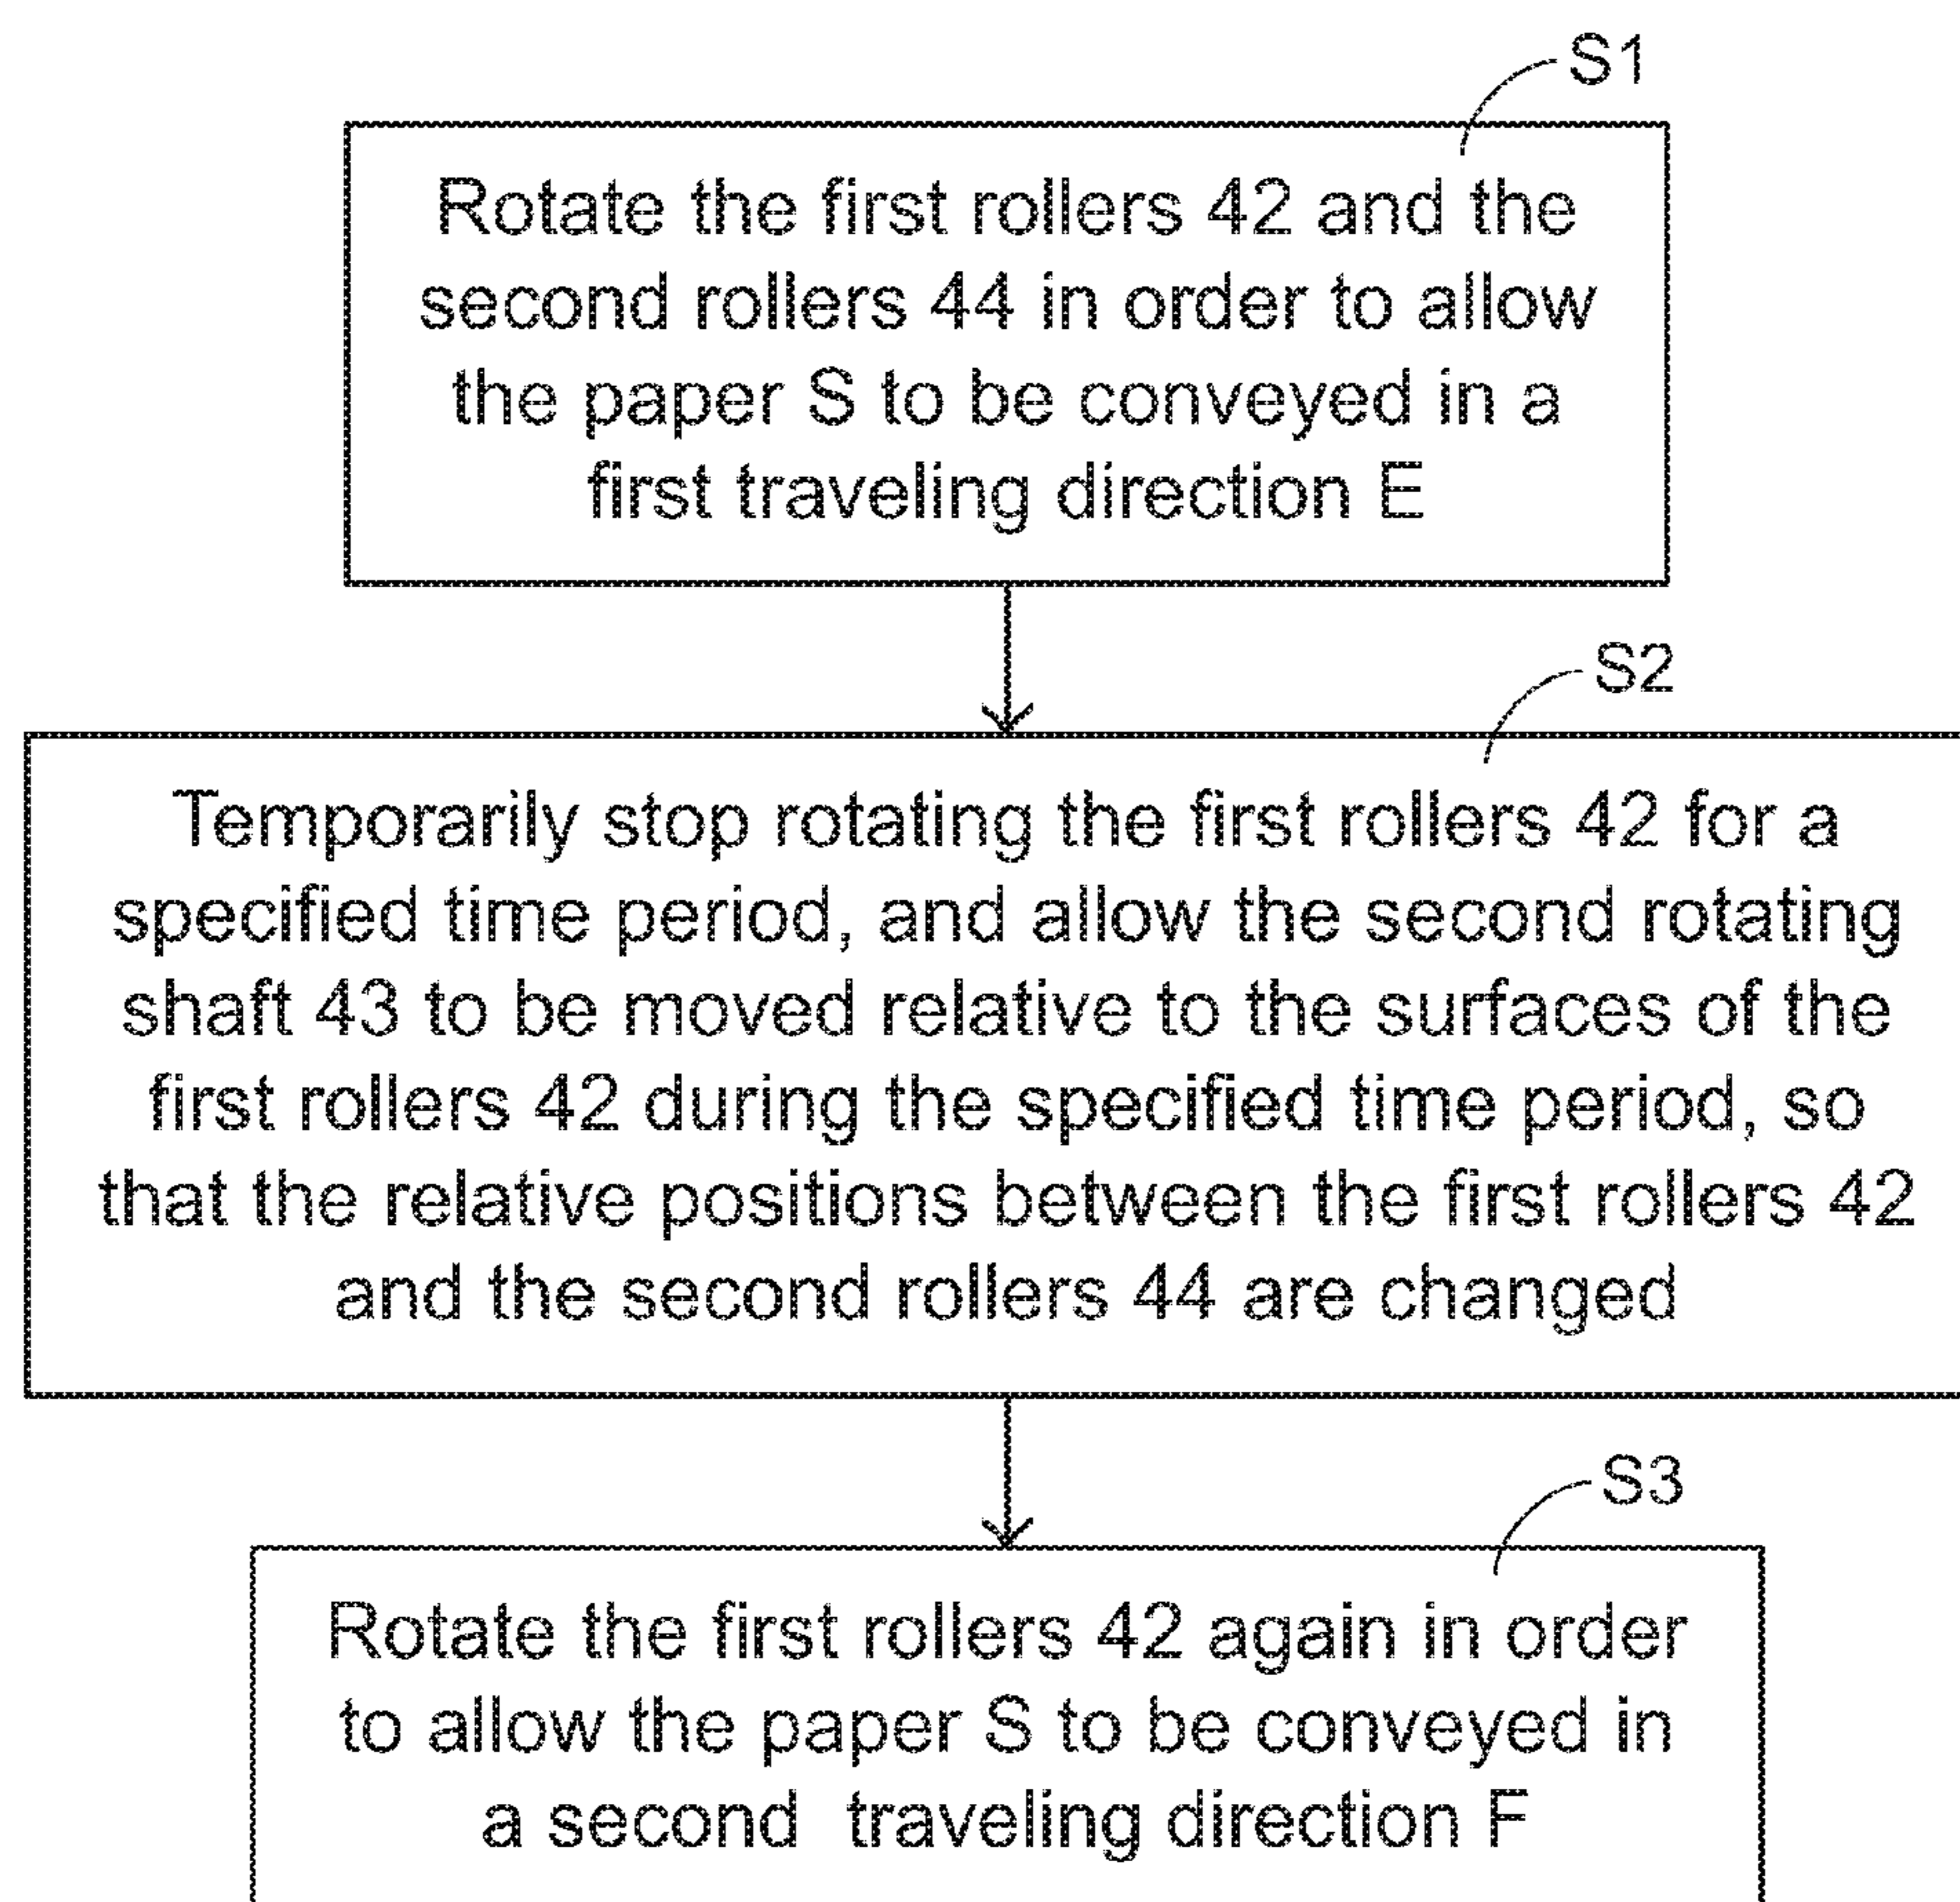 S1
Rotate the first rollers 42 and the
second rollers 44 in order to allow
the paper S to be conveyed in a
first traveling direction E
S2
Temporarily stop rotating the first rollers 42 for a
specified time period, and allow the second rotating
shaft 43 to be moved relative to the surfaces of the
first rollers 42 during the specified time period, so
that the relative positions between the first rollers 42
and the second rollers 44 are changed
S3
Rotate the first rollers 42 again in order
to allow the paper S to be conveyed in
a second traveling direction F